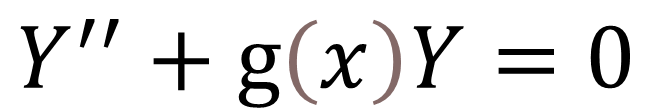 Y′′ + g(x)Y = 0